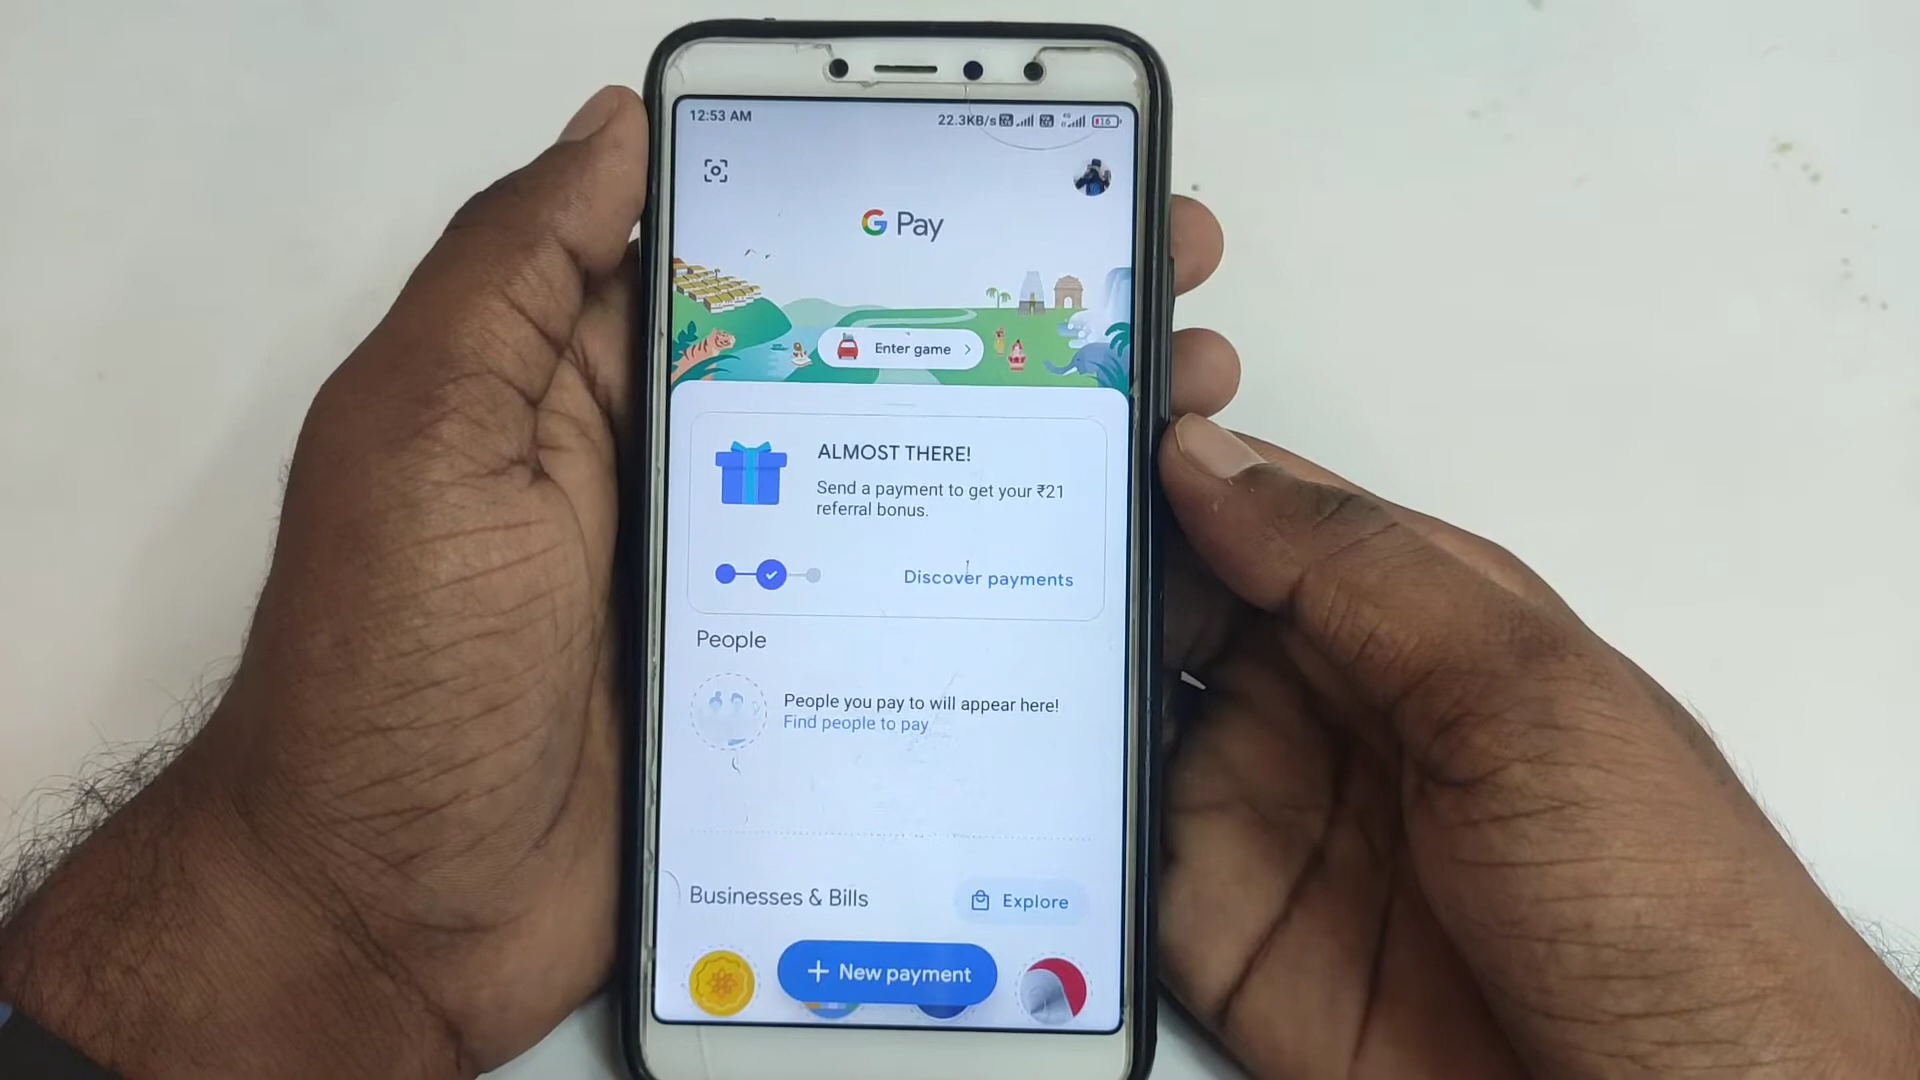 12:53 AM
22.3KB/s
16
G Pay
Enter game
ALMOST THERE!
Send a payment to get your ₹21
referral bonus.
Discover payments
People
People you pay to will appear here!
Find people to pay
Businesses & Bills
Explore
+ New payment